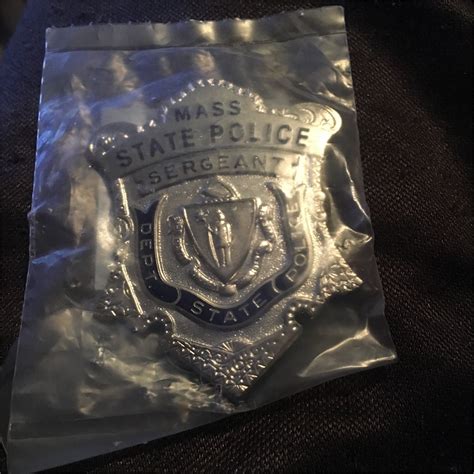 MASS
STATE POLICE
SERGEANT
DEPT. STATE POLICE